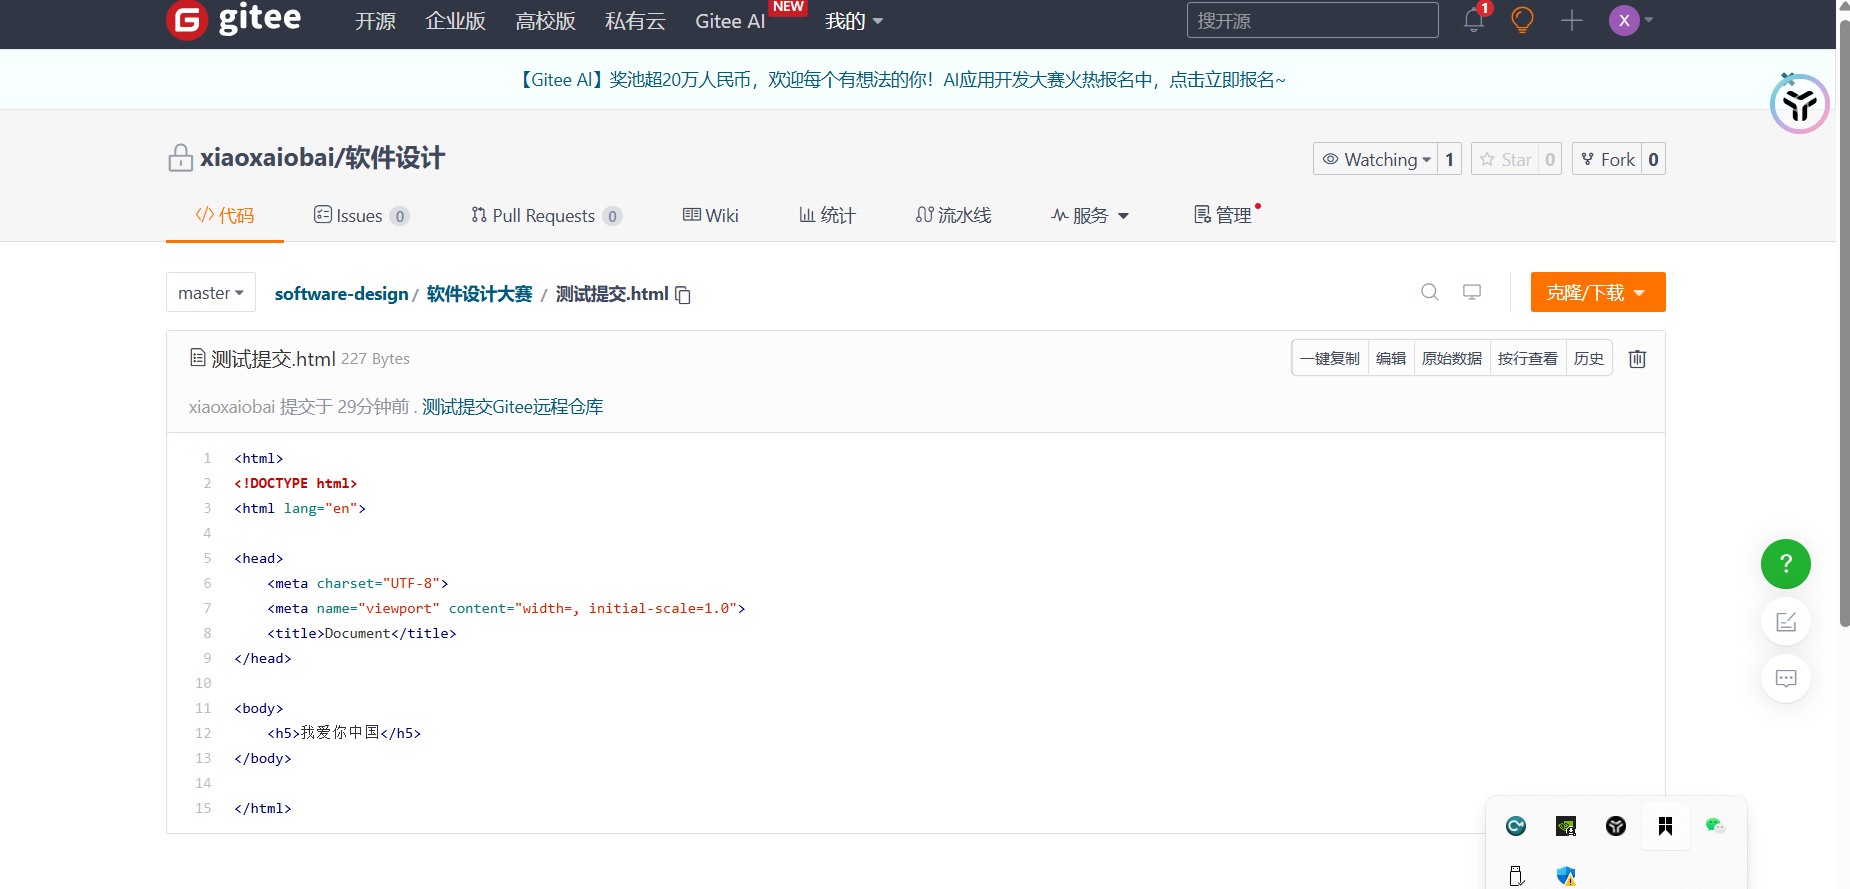 gitee 开源 企业版 高校版 私有云 Gitee AI NEW 我的 搜开源 1 X
【Gitee AI】奖池超20万人民币，欢迎每个有想法的你！AI应用开发大赛火热报名中，点击立即报名~
xiaoxaiobai/软件设计 Watching 1 Star 0 Fork 0
代码 Issues 0 Pull Requests 0 Wiki 统计 流水线 服务 管理
master software-design / 软件设计大赛 / 测试提交.html 克隆/下载
测试提交.html 227 Bytes 一键复制 编辑 原始数据 按行查看 历史
xiaoxaiobai 提交于 29分钟前 . 测试提交Gitee远程仓库
1 <html>
2 <!DOCTYPE html>
3 <html lang="en">
4
5 <head>
6 <meta charset="UTF-8">
7 <meta name="viewport" content="width=, initial-scale=1.0">
8 <title>Document</title>
9 </head>
10
11 <body>
12 <h5>我爱你中国</h5>
13 </body>
14
15 </html>
?